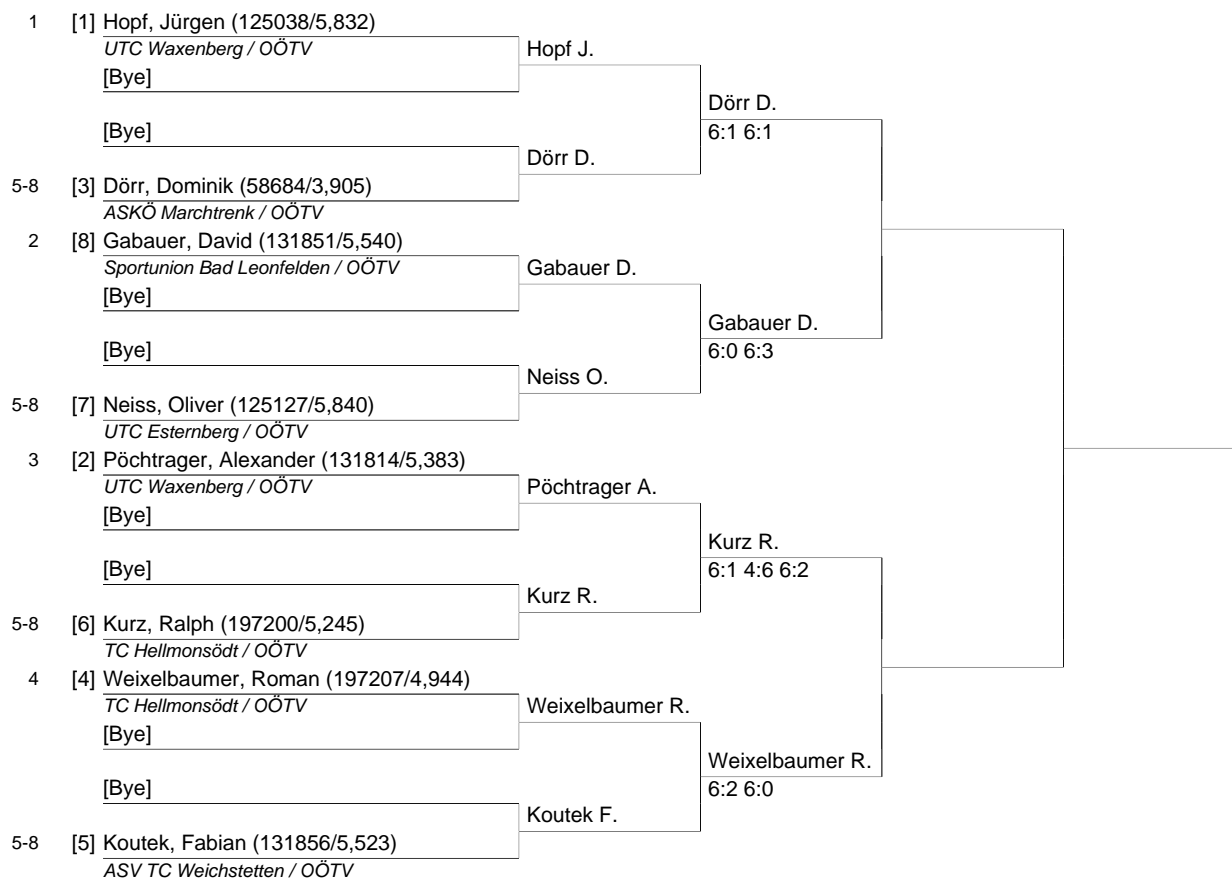 1 [1] Hopf, Jürgen (125038/5,832)
UTC Waxenberg / OÖTV
Hopf J.
[Bye]
Dörr D.
6:1 6:1
[Bye]
Dörr D.
5-8 [3] Dörr, Dominik (58684/3,905)
ASKÖ Marchtrenk / OÖTV
2 [8] Gabauer, David (131851/5,540)
Sportunion Bad Leonfelden / OÖTV
Gabauer D.
[Bye]
Gabauer D.
6:0 6:3
[Bye]
Neiss O.
5-8 [7] Neiss, Oliver (125127/5,840)
UTC Esternberg / OÖTV
3 [2] Pöchtrager, Alexander (131814/5,383)
UTC Waxenberg / OÖTV
Pöchtrager A.
[Bye]
Kurz R.
6:1 4:6 6:2
[Bye]
Kurz R.
5-8 [6] Kurz, Ralph (197200/5,245)
TC Hellmonsödt / OÖTV
4 [4] Weixelbaumer, Roman (197207/4,944)
TC Hellmonsödt / OÖTV
Weixelbaumer R.
[Bye]
Weixelbaumer R.
6:2 6:0
[Bye]
Koutek F.
5-8 [5] Koutek, Fabian (131856/5,523)
ASV TC Weichstetten / OÖTV